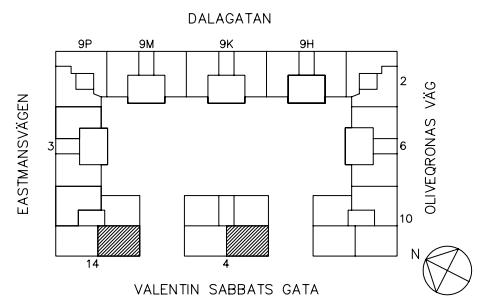 DALAGATAN
9P 9M 9K 9H
2
EASTMANSVÄGEN
OLIVEQRONAS VÄG
3
6
10
N
14
4
VALENTIN SABBATS GATA